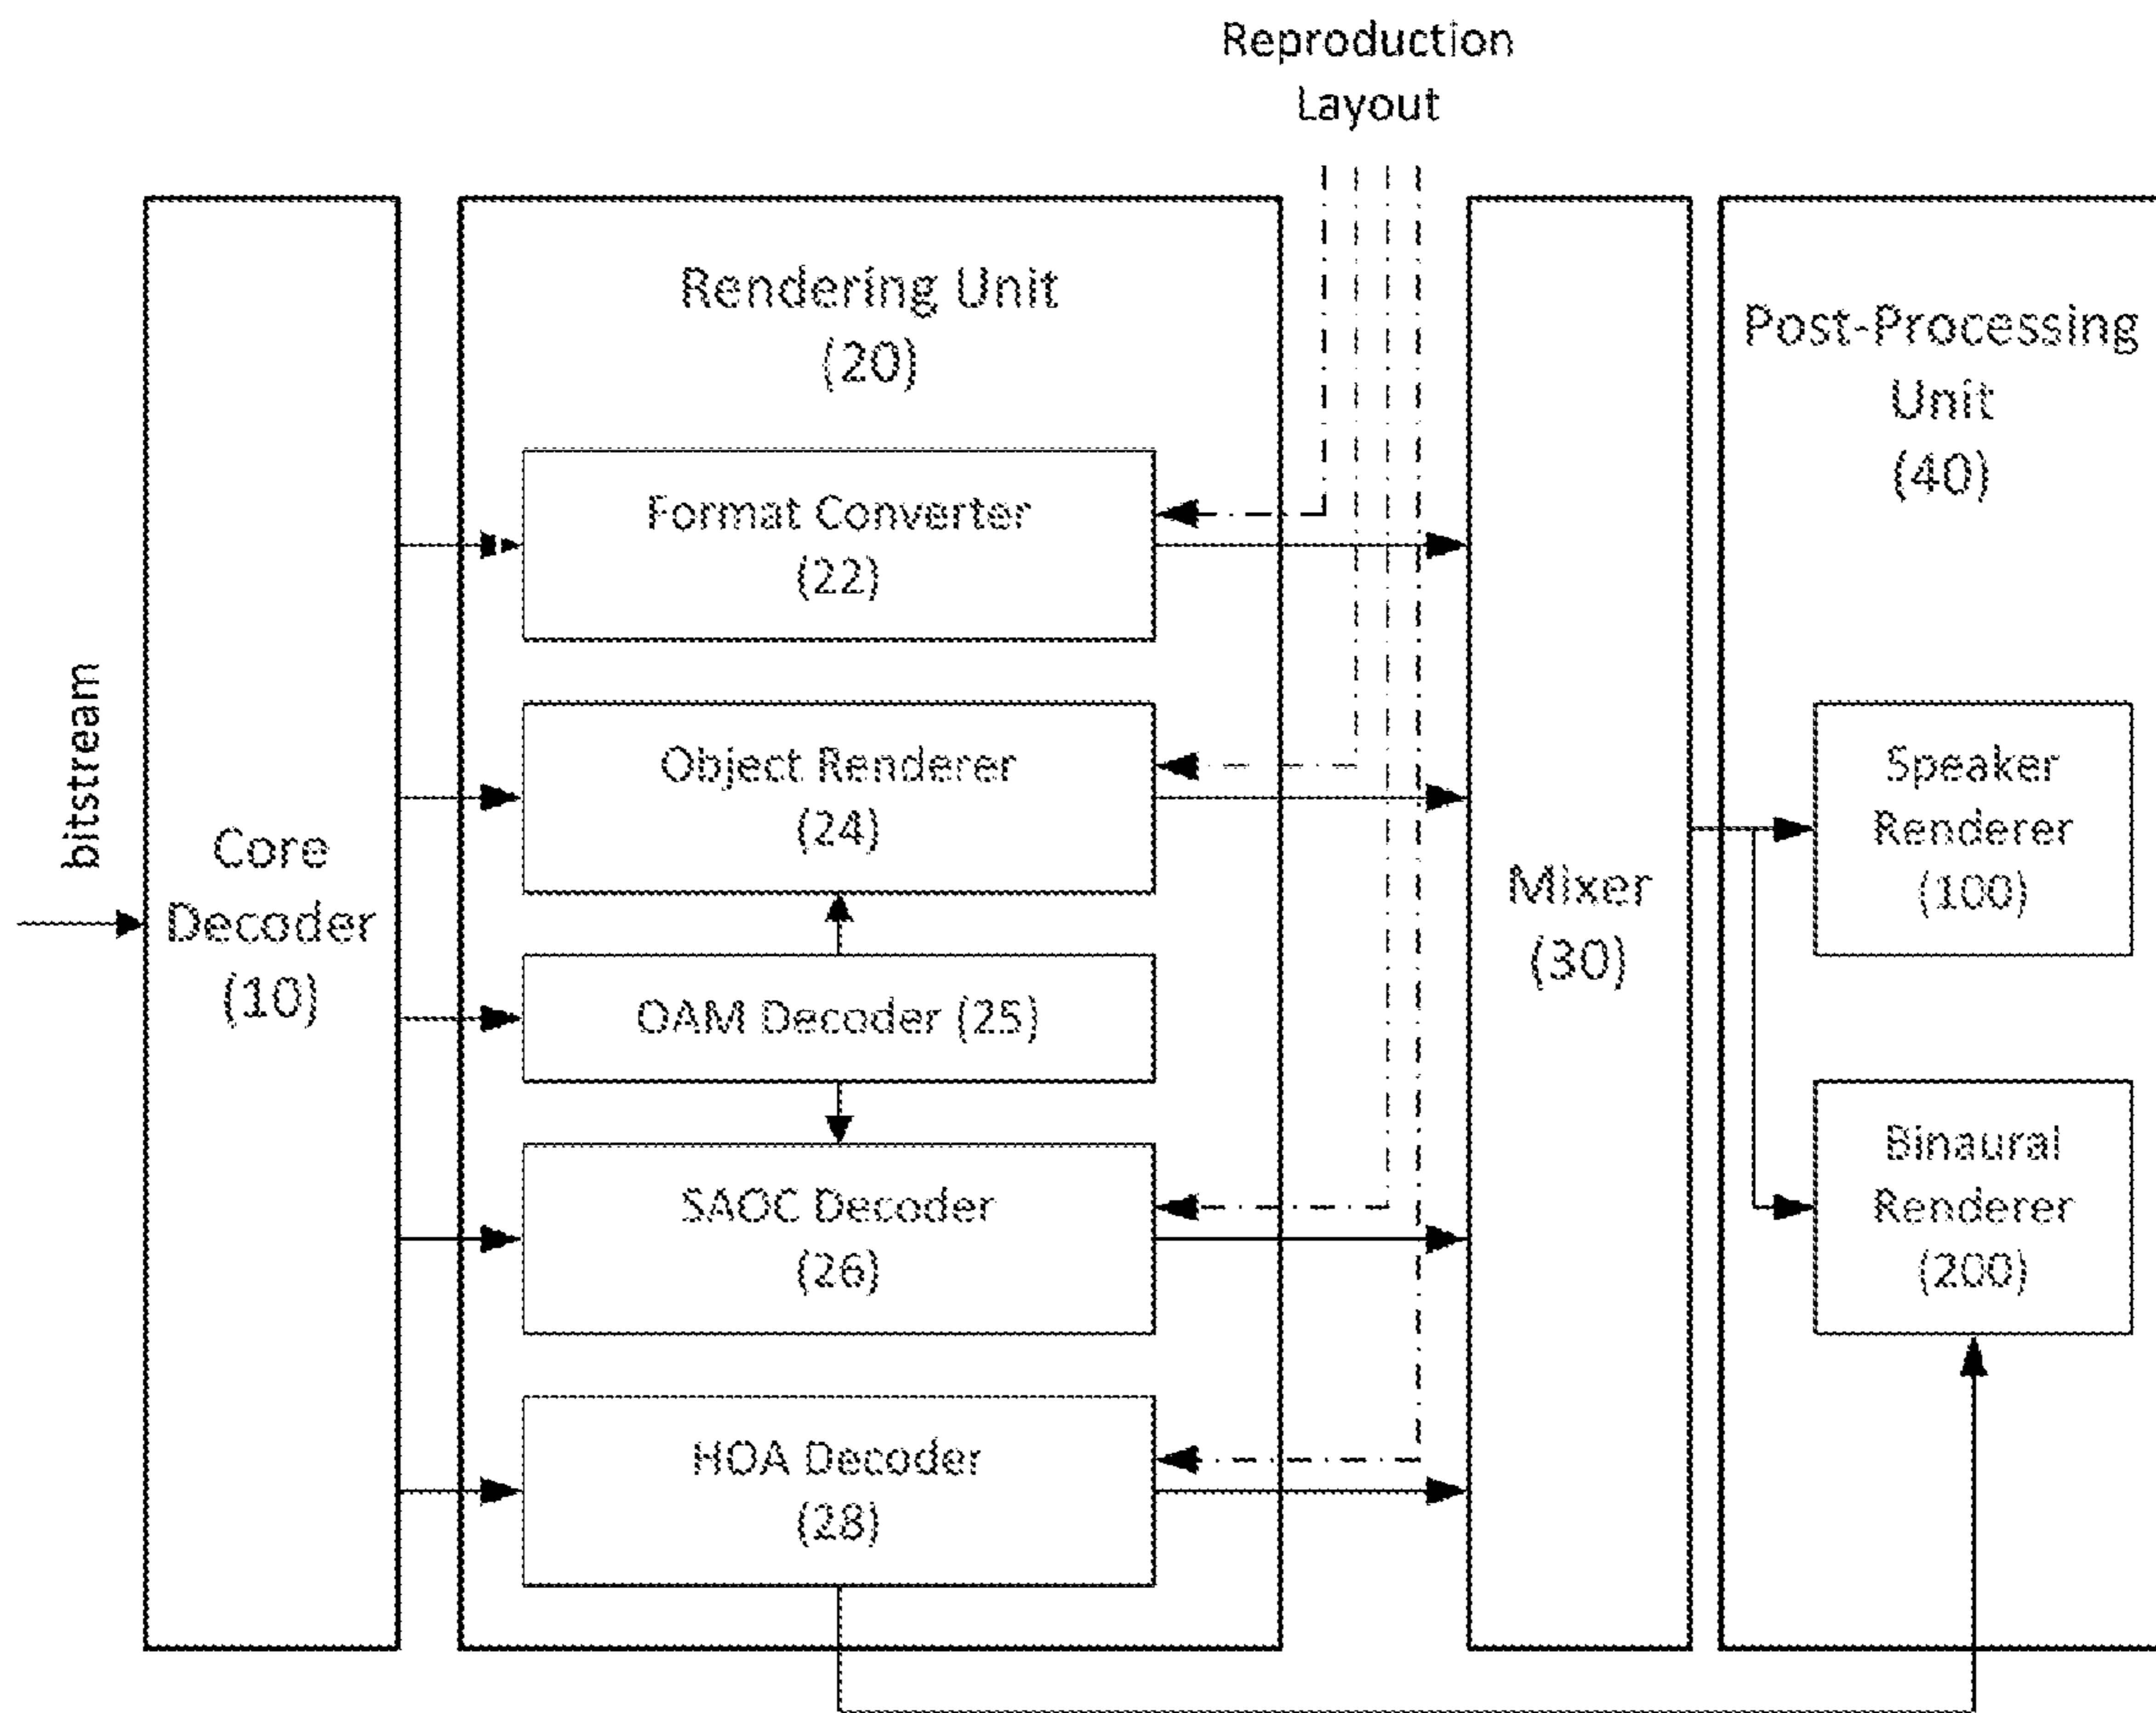 Reproduction
Layout
bitstream
Core
Decoder
(10)
Rendering Unit
(20)
Format Converter
(22)
Object Renderer
(24)
OAM Decoder (25)
SAOC Decoder
(26)
HOA Decoder
(28)
Mixer
(30)
Post-Processing
Unit
(40)
Speaker
Renderer
(100)
Binaural
Renderer
(200)